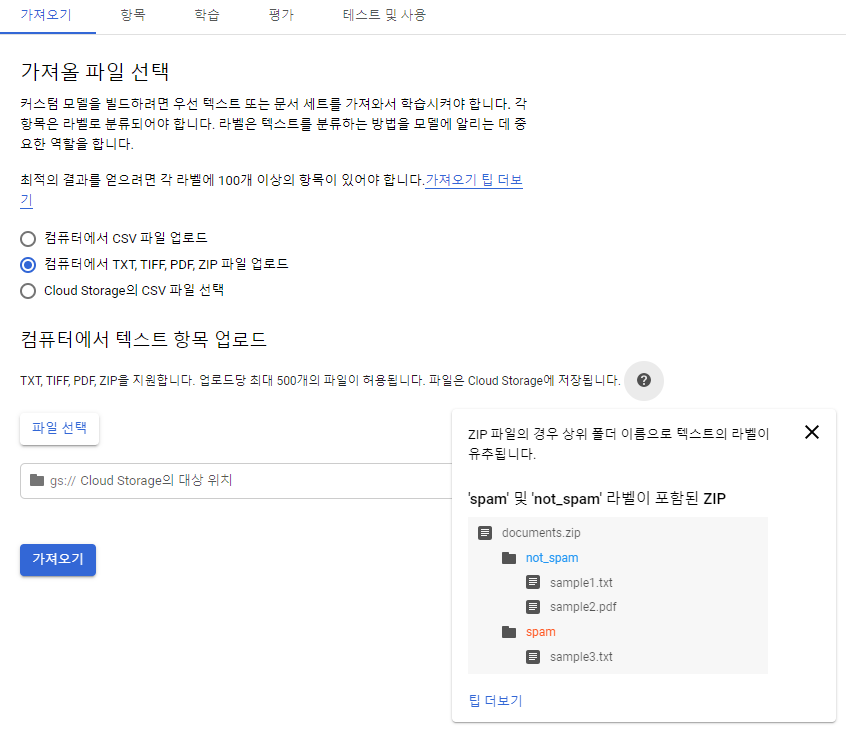 가져오기 항목 학습 평가 테스트 및 사용
가져올 파일 선택
커스텀 모델을 빌드하려면 우선 텍스트 또는 문서 세트를 가져와서 학습시켜야 합니다. 각
항목은 라벨로 분류되어야 합니다. 라벨은 텍스트를 분류하는 방법을 모델에 알리는 데 중
요한 역할을 합니다.
최적의 결과를 얻으려면 각 라벨에 100개 이상의 항목이 있어야 합니다.가져오기 팁 더보
기
컴퓨터에서 CSV 파일 업로드
컴퓨터에서 TXT, TIFF, PDF, ZIP 파일 업로드
Cloud Storage의 CSV 파일 선택
컴퓨터에서 텍스트 항목 업로드
TXT, TIFF, PDF, ZIP을 지원합니다. 업로드당 최대 500개의 파일이 허용됩니다. 파일은 Cloud Storage에 저장됩니다. ?
파일 선택
gs:// Cloud Storage의 대상 위치
가져오기
ZIP 파일의 경우 상위 폴더 이름으로 텍스트의 라벨이
유추됩니다.
'spam' 및 'not_spam' 라벨이 포함된 ZIP
documents.zip
not_spam
sample1.txt
sample2.pdf
spam
sample3.txt
팁 더보기